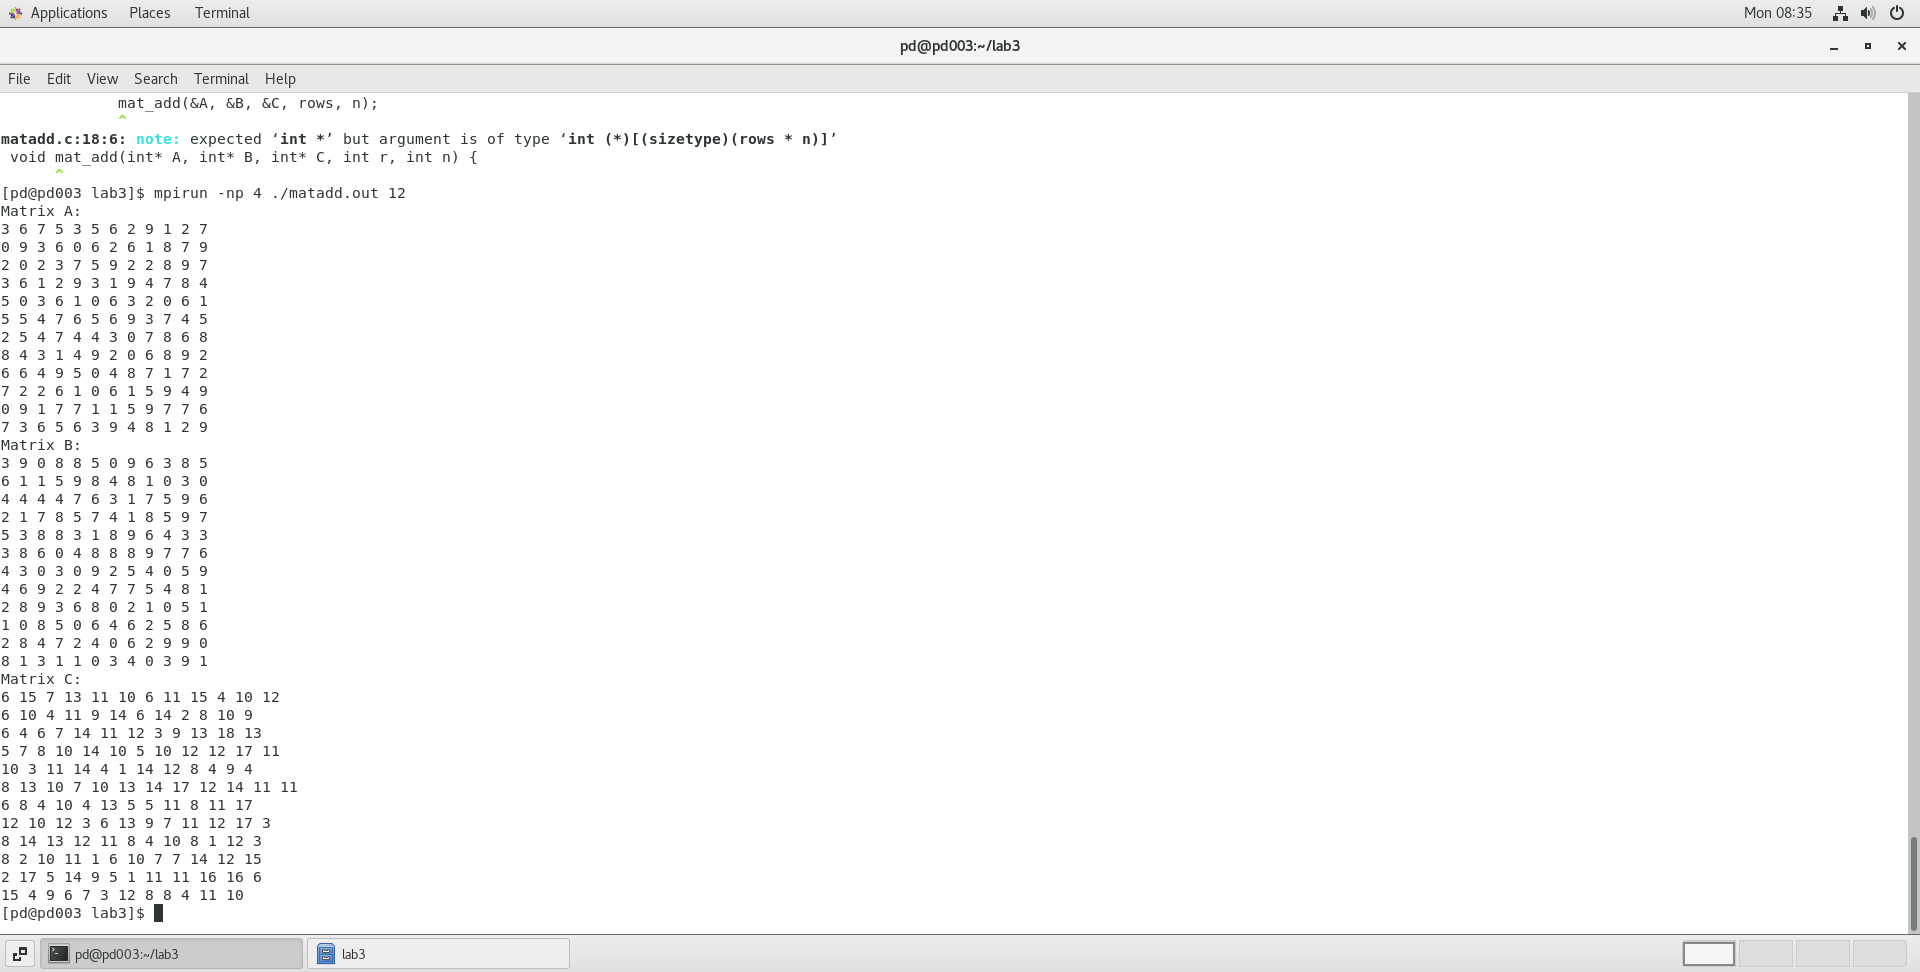 Applications Places Terminal Mon 08:35
pd@pd003:~/lab3
File Edit View Search Terminal Help
mat_add(&A, &B, &C, rows, n);
^
matadd.c:18:6: note: expected ‘int *’ but argument is of type ‘int (*)[(sizetype)(rows * n)]’
void mat_add(int* A, int* B, int* C, int r, int n) {
^
[pd@pd003 lab3]$ mpirun -np 4 ./matadd.out 12
Matrix A:
3 6 7 5 3 5 6 2 9 1 2 7
0 9 3 6 0 6 2 6 1 8 7 9
2 0 2 3 7 5 9 2 2 8 9 7
3 6 1 2 9 3 1 9 4 7 8 4
5 0 3 6 1 0 6 3 2 0 6 1
5 5 4 7 6 5 6 9 3 7 4 5
2 5 4 7 4 4 3 0 7 8 6 8
8 4 3 1 4 9 2 0 6 8 9 2
6 6 4 9 5 0 4 8 7 1 7 2
7 2 2 6 1 0 6 1 5 9 4 9
0 9 1 7 7 1 1 5 9 7 7 6
7 3 6 5 6 3 9 4 8 1 2 9
Matrix B:
3 9 0 8 8 5 0 9 6 3 8 5
6 1 1 5 9 8 4 8 1 0 3 0
4 4 4 4 7 6 3 1 7 5 9 6
2 1 7 8 5 7 4 1 8 5 9 7
5 3 8 8 3 1 8 9 6 4 3 3
3 8 6 0 4 8 8 8 9 7 7 6
4 3 0 3 0 9 2 5 4 0 5 9
4 6 9 2 2 4 7 7 5 4 8 1
2 8 9 3 6 8 0 2 1 0 5 1
1 0 8 5 0 6 4 6 2 5 8 6
2 8 4 7 2 4 0 6 2 9 9 0
8 1 3 1 1 0 3 4 0 3 9 1
Matrix C:
6 15 7 13 11 10 6 11 15 4 10 12
6 10 4 11 9 14 6 14 2 8 10 9
6 4 6 7 14 11 12 3 9 13 18 13
5 7 8 10 14 10 5 10 12 12 17 11
10 3 11 14 4 1 14 12 8 4 9 4
8 13 10 7 10 13 14 17 12 14 11 11
6 8 4 10 4 13 5 5 11 8 11 17
12 10 12 3 6 13 9 7 11 12 17 3
8 14 13 12 11 8 4 10 8 1 12 3
8 2 10 11 1 6 10 7 7 14 12 15
2 17 5 14 9 5 1 11 11 16 16 6
15 4 9 6 7 3 12 8 8 4 11 10
[pd@pd003 lab3]$
pd@pd003:~/lab3 lab3